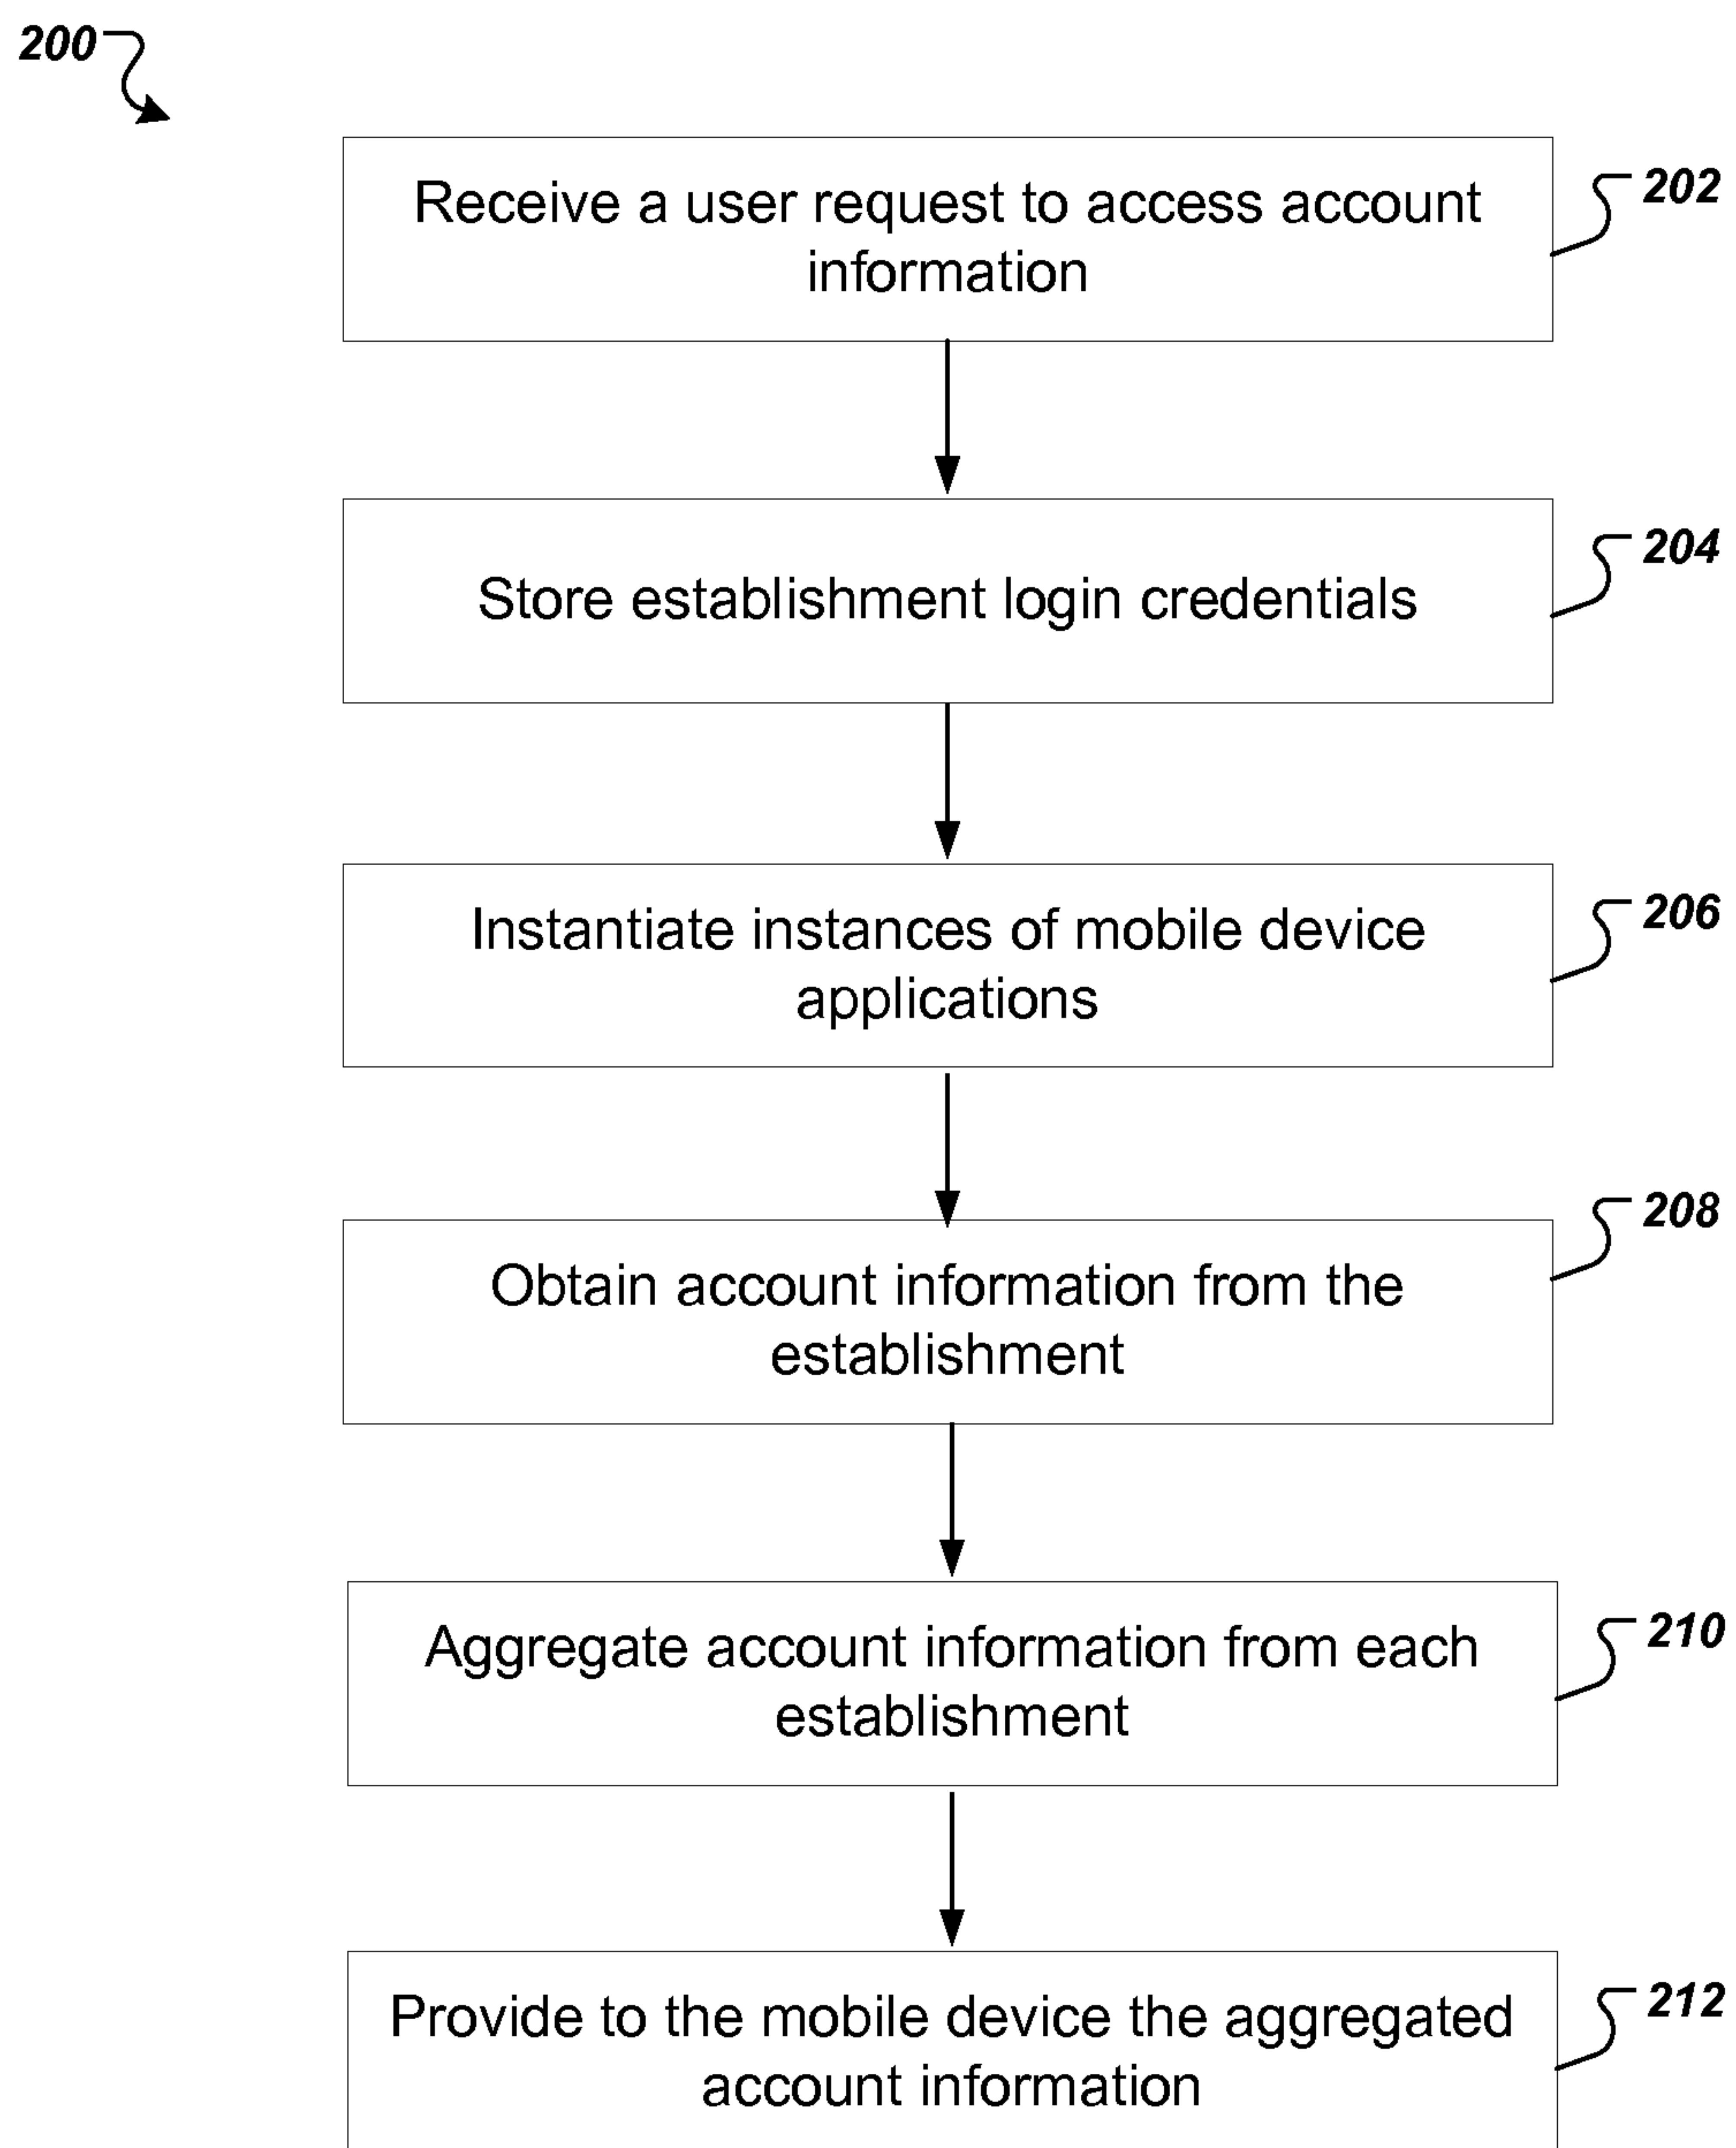 200
Receive a user request to access account
information
202
Store establishment login credentials
204
Instantiate instances of mobile device
applications
206
Obtain account information from the
establishment
208
Aggregate account information from each
establishment
210
Provide to the mobile device the aggregated
account information
212